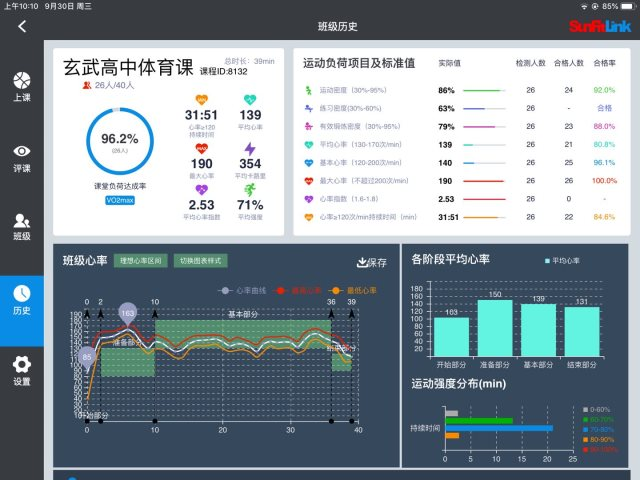 上午10:10 9月30日 周三 85%
班级历史
SunFitLink
上课
评课
班级
历史
设置
玄武高中体育课 课程ID:8132
总时长：39min
26人/40人
96.2%
(26人)
课堂负荷达成率
VO2max
31:51
心率≥120
持续时间
139
平均心率
190
最大心率
354
平均卡路里
2.53
平均心率指数
71%
平均强度
运动负荷项目及标准值 实际值 检测人数 合格人数 合格率
运动密度（30%-95%） 86% 26 24 92.0%
练习密度(30%-60%) 63% 26 - 合格
有效锻炼密度（30%-95%） 79% 26 23 88.0%
平均心率（130-170次/min） 139 26 21 80.8%
基本心率（120-200次/min） 140 26 25 96.1%
最大心率（不超过200次/min） 190 26 26 100.0%
心率指数（1.6-1.8） 2.53 26 0 -
心率≥120次/min持续时间（min） 31:51 26 22 84.6%
班级心率 理想心率区间 切换图表样式 保存
心率曲线 最高心率 最低心率
0 2 10 36 39
190
180
170
160
150
140
130
120
110
100
90
80
70
60
50
40
30
20
10
0 10 20 30 40
163
85
开始部分
准备部分
基本部分
结束部分
各阶段平均心率 平均心率
180
160
140
120
100
80
60
40
20
103 150 139 131
开始部分 准备部分 基本部分 结束部分
运动强度分布(min)
持续时间
0 5 10 15 20 25
0-60%
60-70%
70-80%
80-90%
90-100%